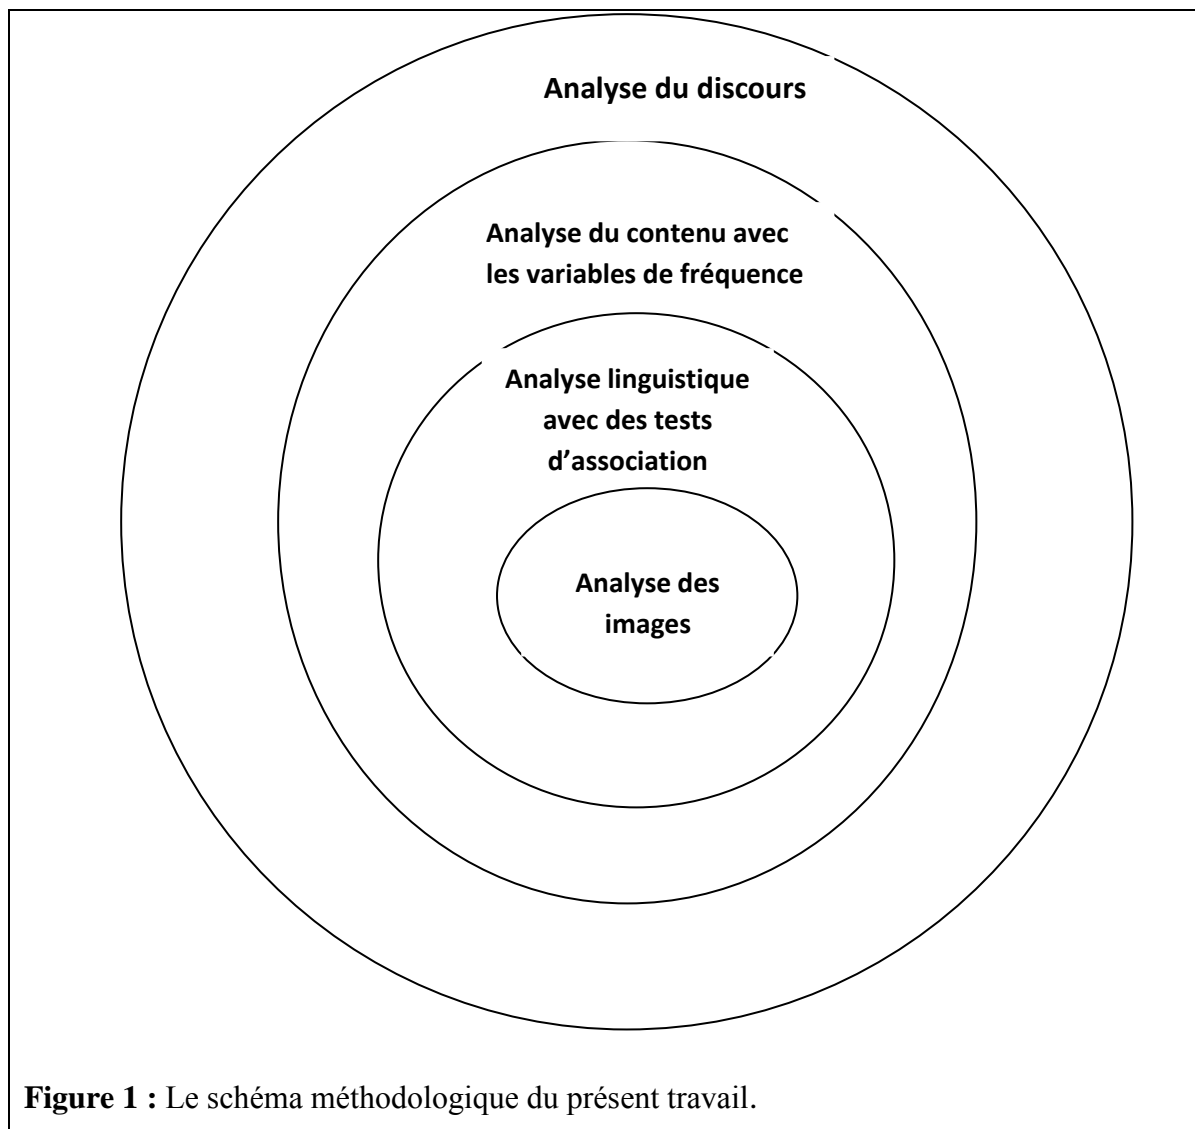 Analyse du discours
Analyse du contenu avec
les variables de fréquence
Analyse linguistique
avec des tests
d’association
Analyse des
images
Figure 1 : Le schéma méthodologique du présent travail.